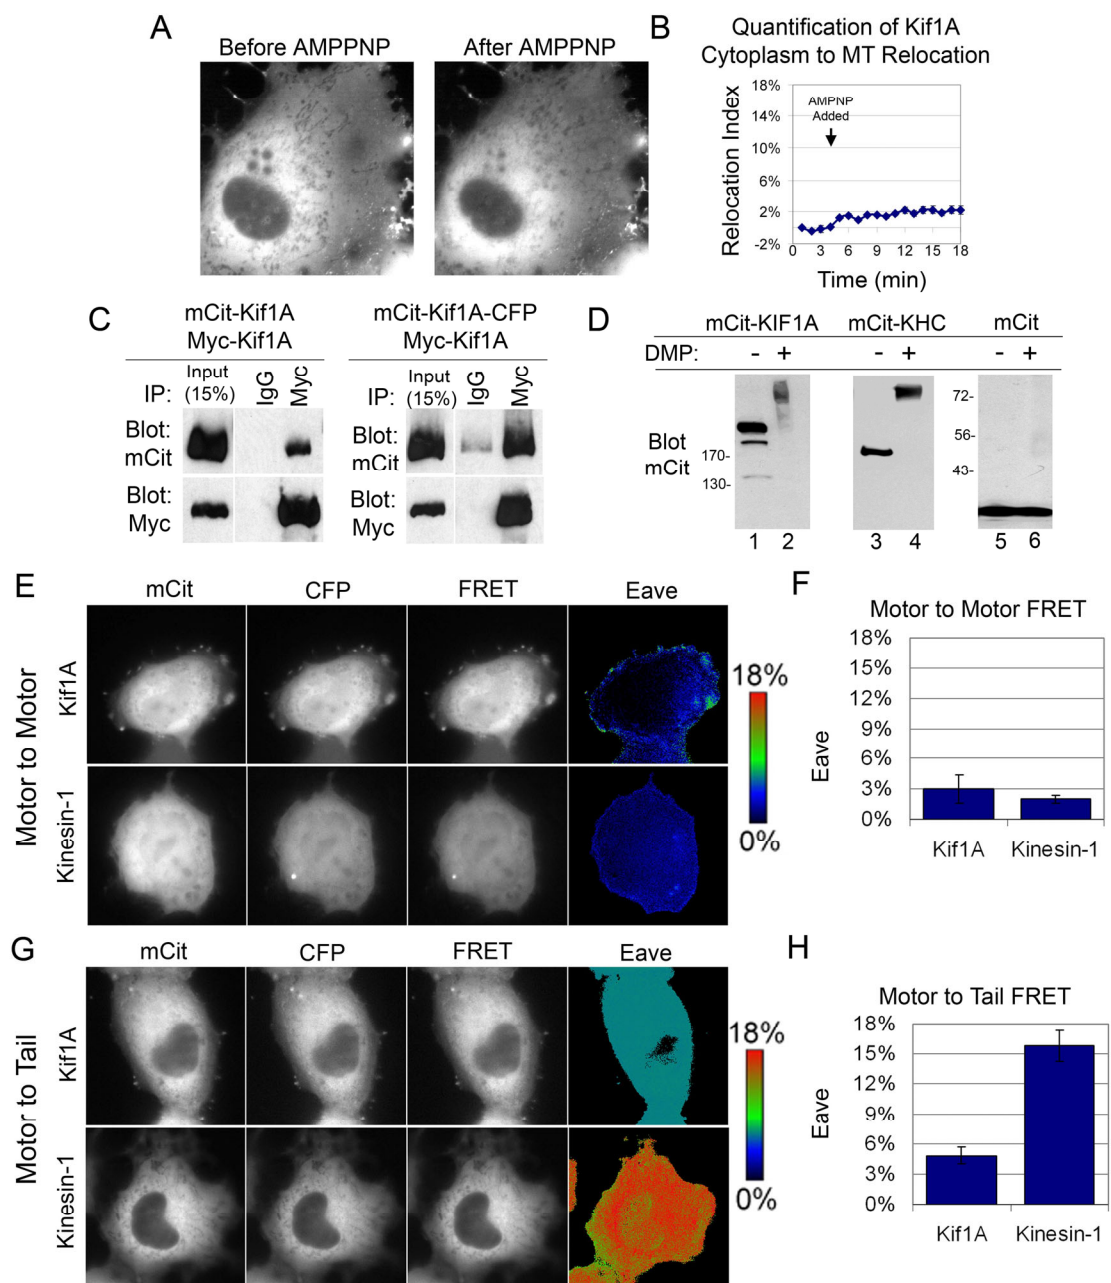 A
Before AMPPNP
After AMPPNP
B
Quantification of Kif1A
Cytoplasm to MT Relocation
Relocation Index
18%
14%
10%
6%
2%
-2%
AMPNP
Added
0 3 6 9 12 15 18
Time (min)
C
mCit-Kif1A
Myc-Kif1A
mCit-Kif1A-CFP
Myc-Kif1A
IP:
Input
(15%)
IgG
Myc
IP:
Input
(15%)
IgG
Myc
Blot:
mCit
Blot:
mCit
Blot:
Myc
Blot:
Myc
D
mCit-KIF1A
mCit-KHC
mCit
DMP: - + - + - +
Blot
mCit
170-
130-
72-
56-
43-
1 2 3 4 5 6
E
mCit
CFP
FRET
Eave
Motor to Motor
Kif1A
Kinesin-1
18%
0%
F
Motor to Motor FRET
Eave
18%
15%
12%
9%
6%
3%
0%
Kif1A
Kinesin-1
G
mCit
CFP
FRET
Eave
Motor to Tail
Kif1A
Kinesin-1
18%
0%
H
Motor to Tail FRET
Eave
18%
15%
12%
9%
6%
3%
0%
Kif1A
Kinesin-1